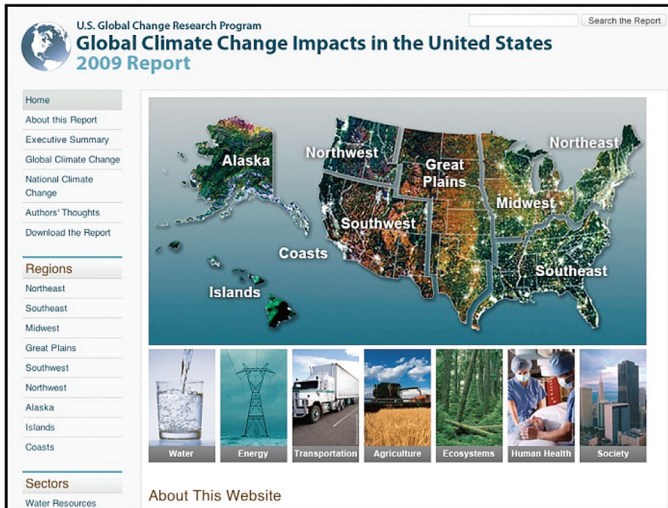 U.S. Global Change Research Program
Global Climate Change Impacts in the United States
2009 Report
Search the Report
Home
About this Report
Executive Summary
Global Climate Change
National Climate
Change
Authors' Thoughts
Download the Report
Regions
Northeast
Southeast
Midwest
Great Plains
Southwest
Northwest
Alaska
Islands
Coasts
Sectors
Water Resources
Alaska
Northwest
Great
Plains
Northeast
Midwest
Southwest
Coasts
Southeast
Islands
Water
Energy
Transportation
Agriculture
Ecosystems
Human Health
Society
About This Website